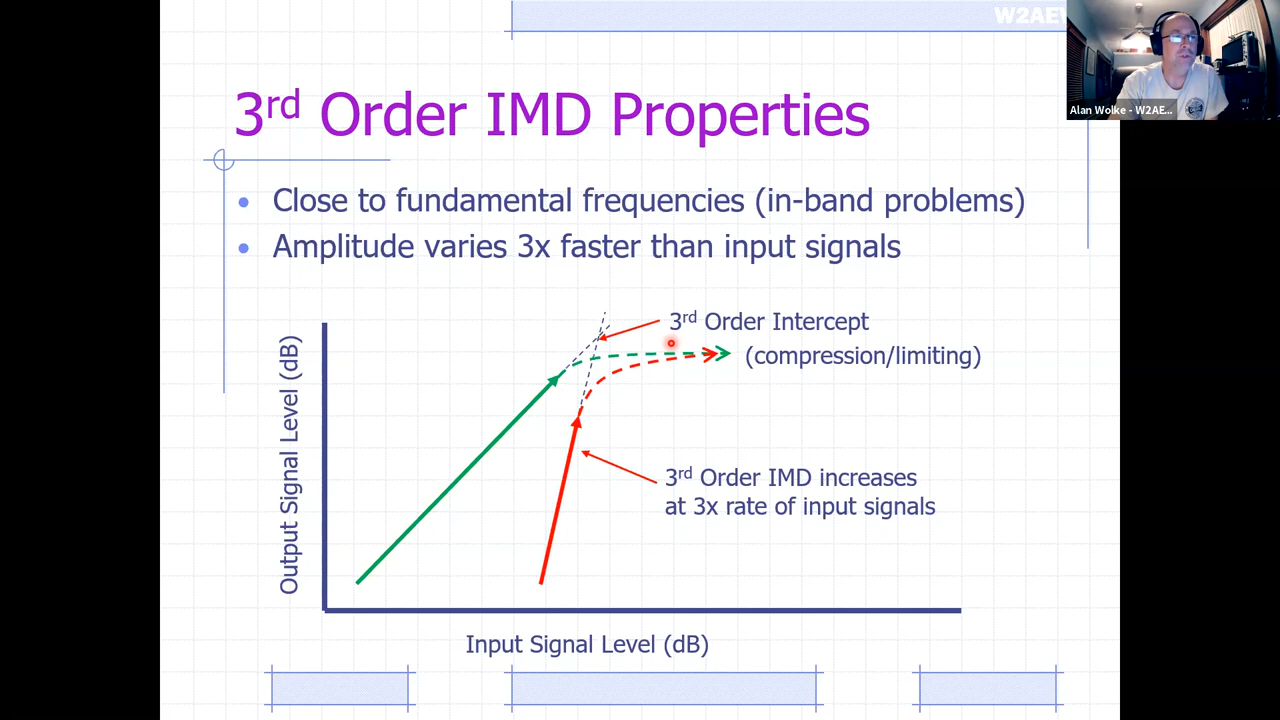 W2AEW
Alan Wolke - W2AE...
3rd Order IMD Properties
• Close to fundamental frequencies (in-band problems)
• Amplitude varies 3x faster than input signals
3rd Order Intercept
(compression/limiting)
3rd Order IMD increases
at 3x rate of input signals
Output Signal Level (dB)
Input Signal Level (dB)